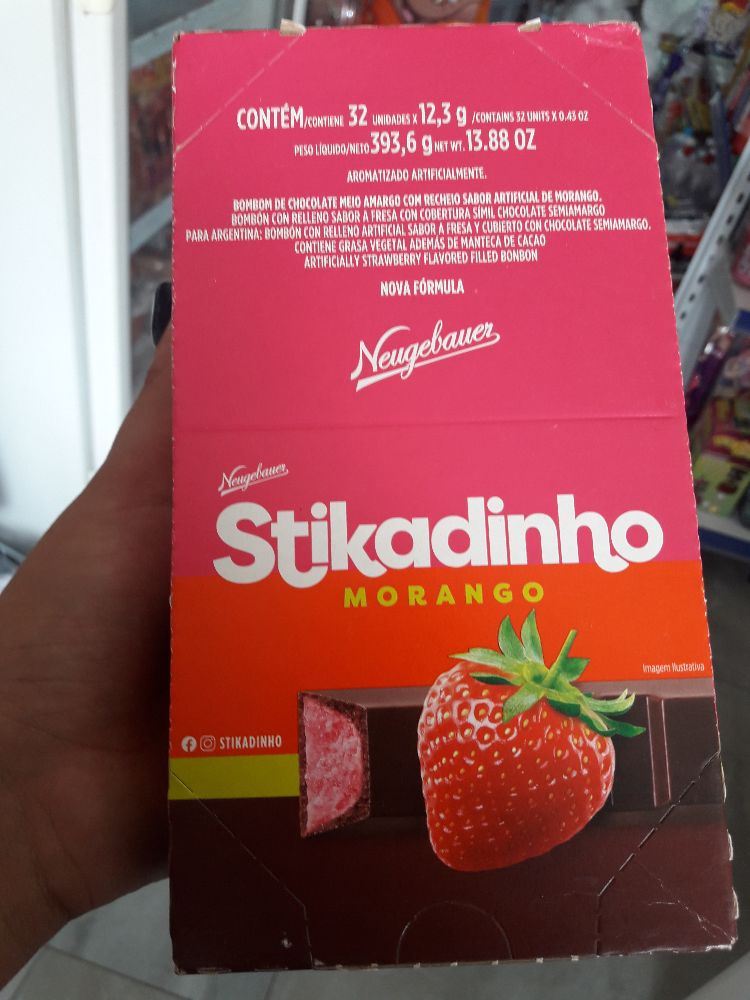 CONTÉM/CONTIENE 32 UNIDADES X 12,3 g /CONTAINS 32 UNITS X 0.43 OZ
PESO LÍQUIDO/NETO 393,6 g NET WT. 13.88 OZ
AROMATIZADO ARTIFICIALMENTE.
BOMBOM DE CHOCOLATE MEIO AMARGO COM RECHEIO SABOR ARTIFICIAL DE MORANGO.
BOMBÓN CON RELLENO SABOR A FRESA CON COBERTURA SÍMIL CHOCOLATE SEMIAMARGO
PARA ARGENTINA: BOMBÓN CON RELLENO ARTIFICIAL SABOR A FRESA Y CUBIERTO CON CHOCOLATE SEMIAMARGO.
CONTIENE GRASA VEGETAL ADEMÁS DE MANTECA DE CACAO
ARTIFICIALLY STRAWBERRY FLAVORED FILLED BONBON
NOVA FÓRMULA
Neugebauer
Neugebauer
Stikadinho
MORANGO
Imagem Ilustrativa
STIKADINHO